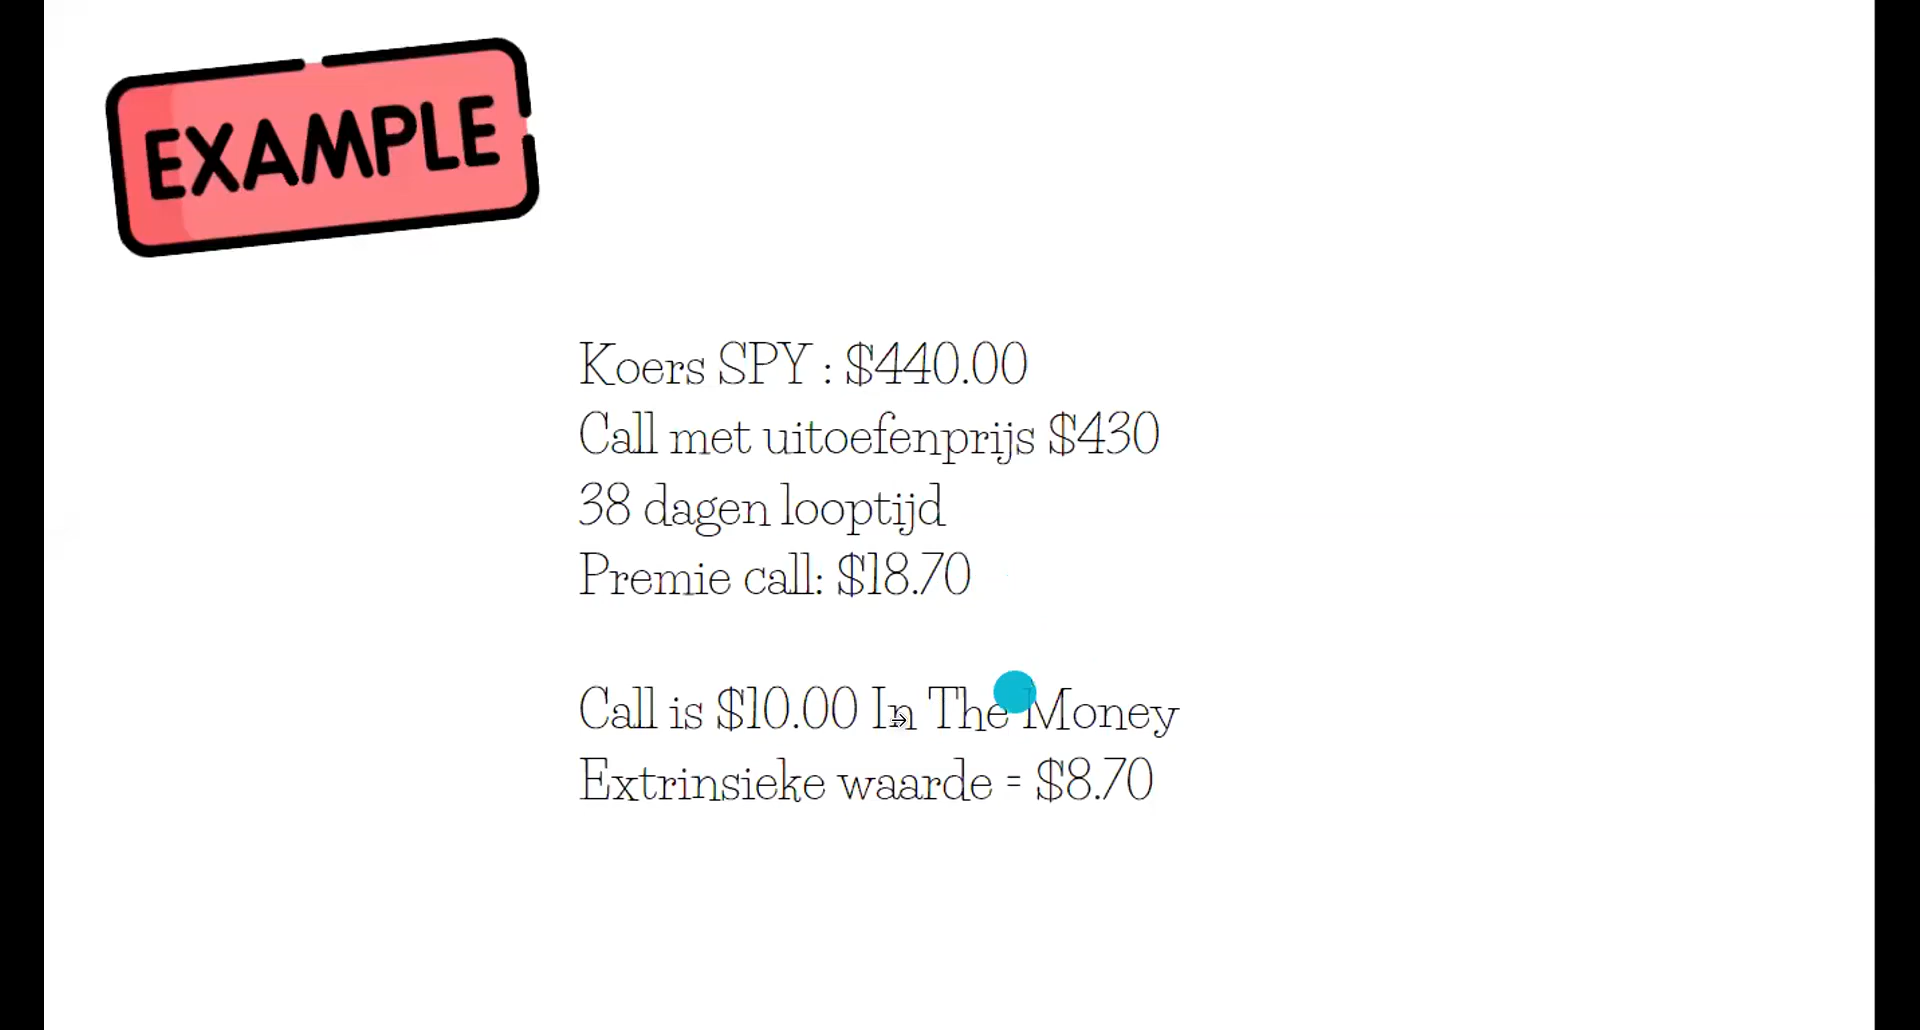 EXAMPLE
Koers SPY : $440.00
Call met uitoefenprijs $430
38 dagen looptijd
Premie call: $18.70
Call is $10.00 In The Money
Extrinsieke waarde = $8.70